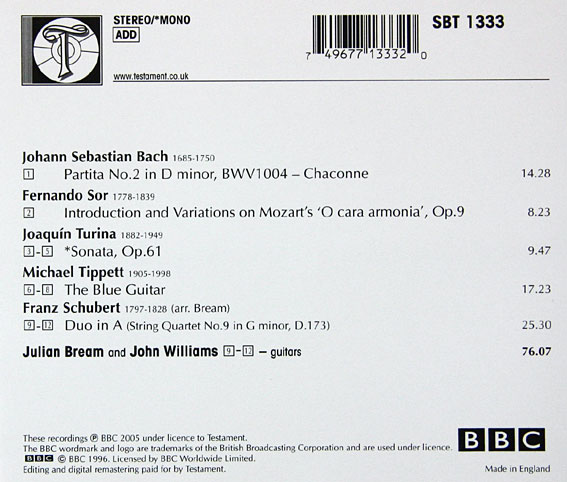 T
STEREO/*MONO
ADD
www.testament.co.uk
SBT 1333
7 49677 13332 0
Johann Sebastian Bach 1685-1750
1 Partita No.2 in D minor, BWV1004 – Chaconne 14.28
Fernando Sor 1778-1839
2 Introduction and Variations on Mozart's ‘O cara armonia’, Op.9 8.23
Joaquín Turina 1882-1949
3-5 *Sonata, Op.61 9.47
Michael Tippett 1905-1998
6-8 The Blue Guitar 17.23
Franz Schubert 1797-1828 (arr. Bream)
9-12 Duo in A (String Quartet No.9 in G minor, D.173) 25.30
Julian Bream and John Williams 9-12 – guitars 76.07
These recordings ℗ BBC 2005 under licence to Testament.
The BBC wordmark and logo are trademarks of the British Broadcasting Corporation and are used under licence.
BBC © BBC 1996. Licensed by BBC Worldwide Limited.
Editing and digital remastering paid for by Testament.
BBC
Made in England